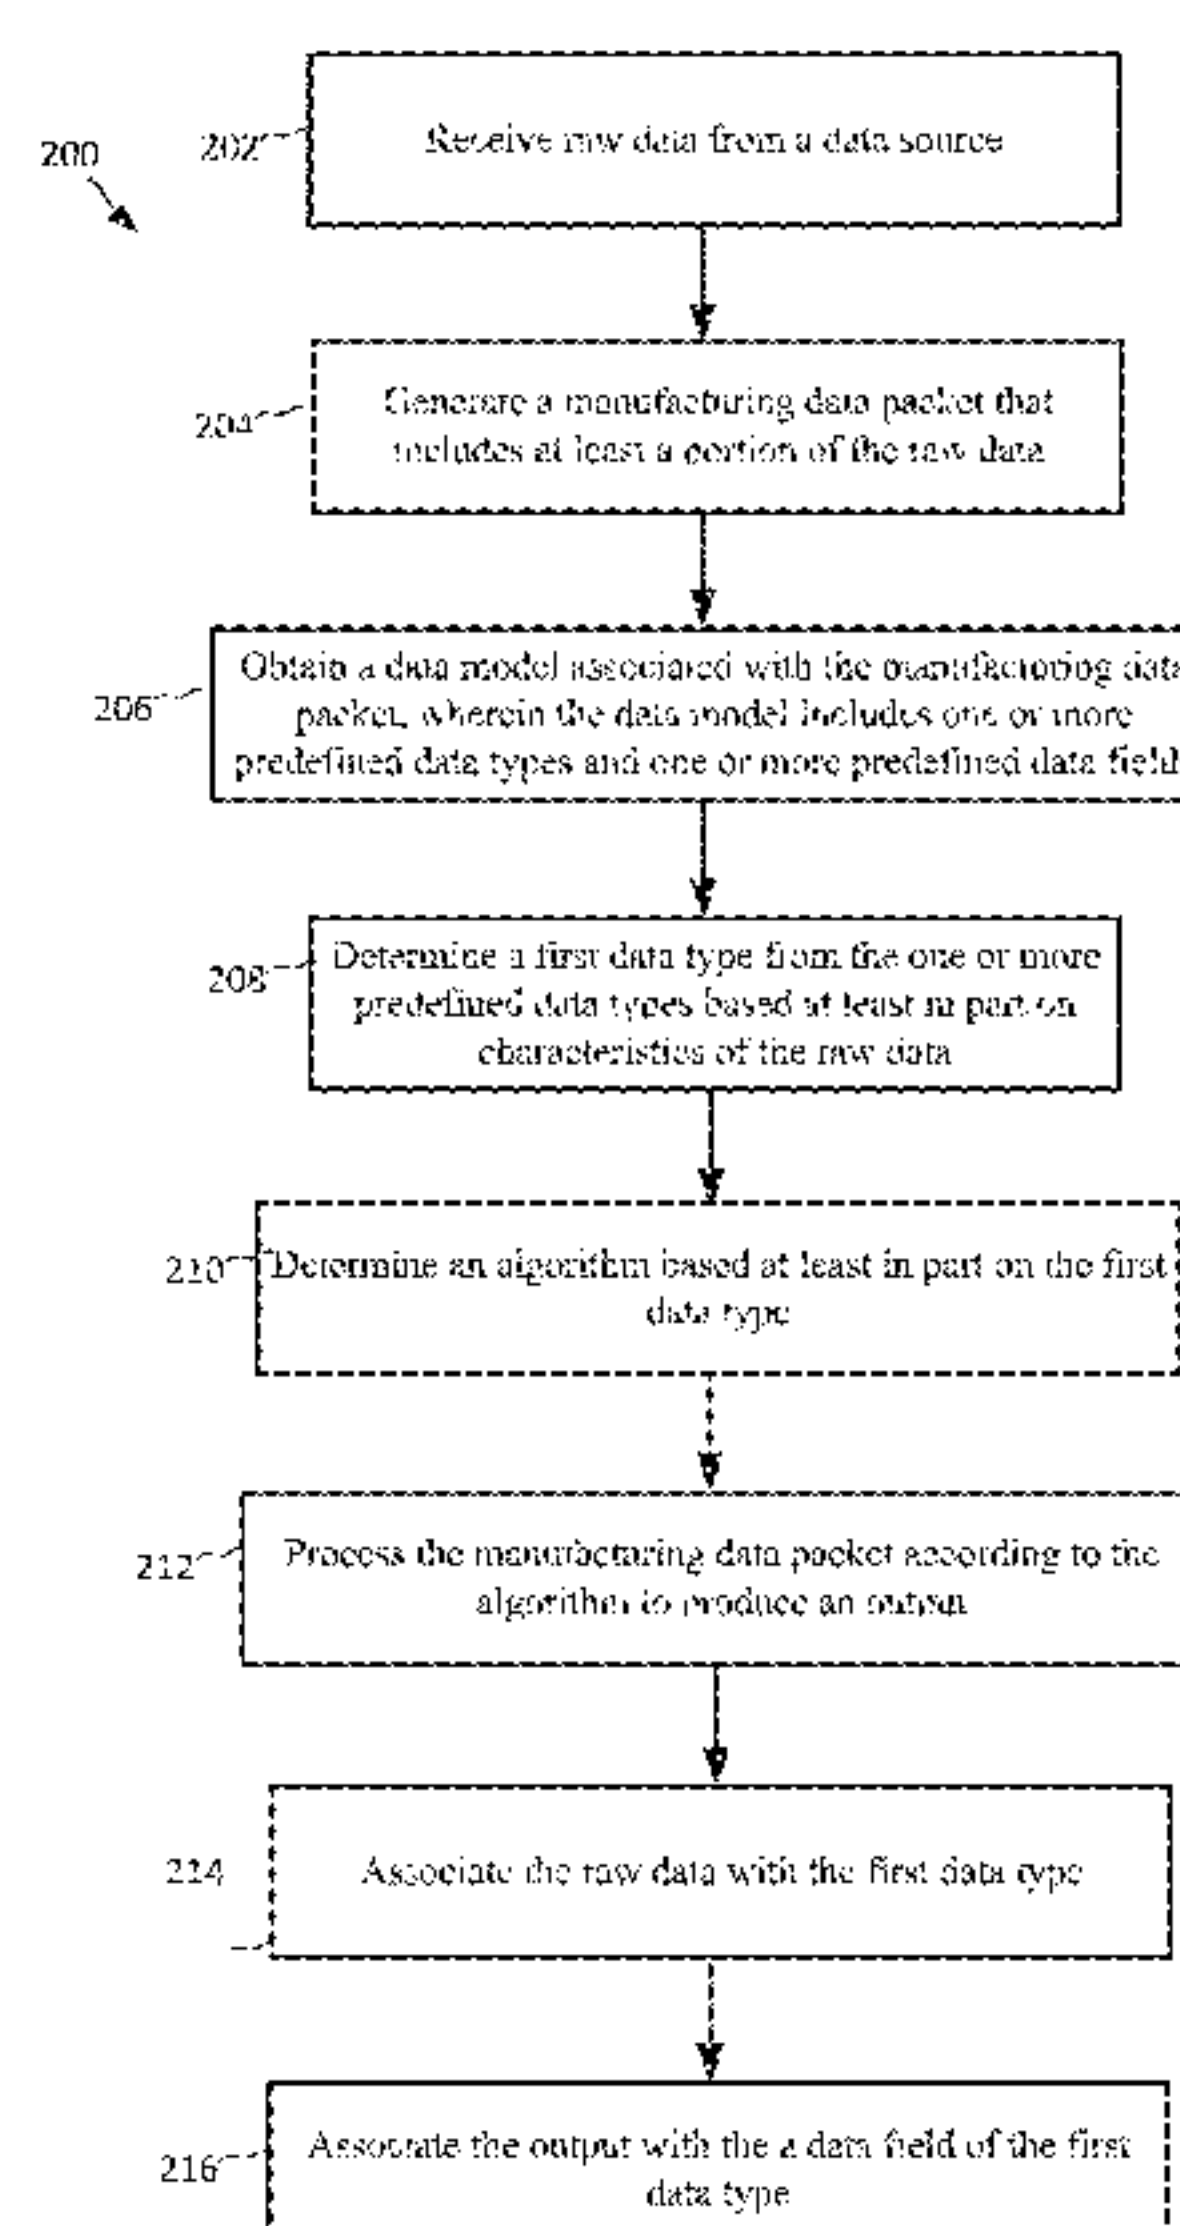 200
202
Receive raw data from a data source
204
Generate a manufacturing data packet that
includes at least a portion of the raw data
206
Obtain a data model associated with the manufacturing data
packet, wherein the data model includes one or more
predefined data types and one or more predefined data field
208
Determine a first data type from the one or more
predefined data types based at least in part on
characteristics of the raw data
210
Determine an algorithm based at least in part on the first
data type
212
Process the manufacturing data packet according to the
algorithm to produce an output
214
Associate the raw data with the first data type
216
Associate the output with the a data field of the first
data type